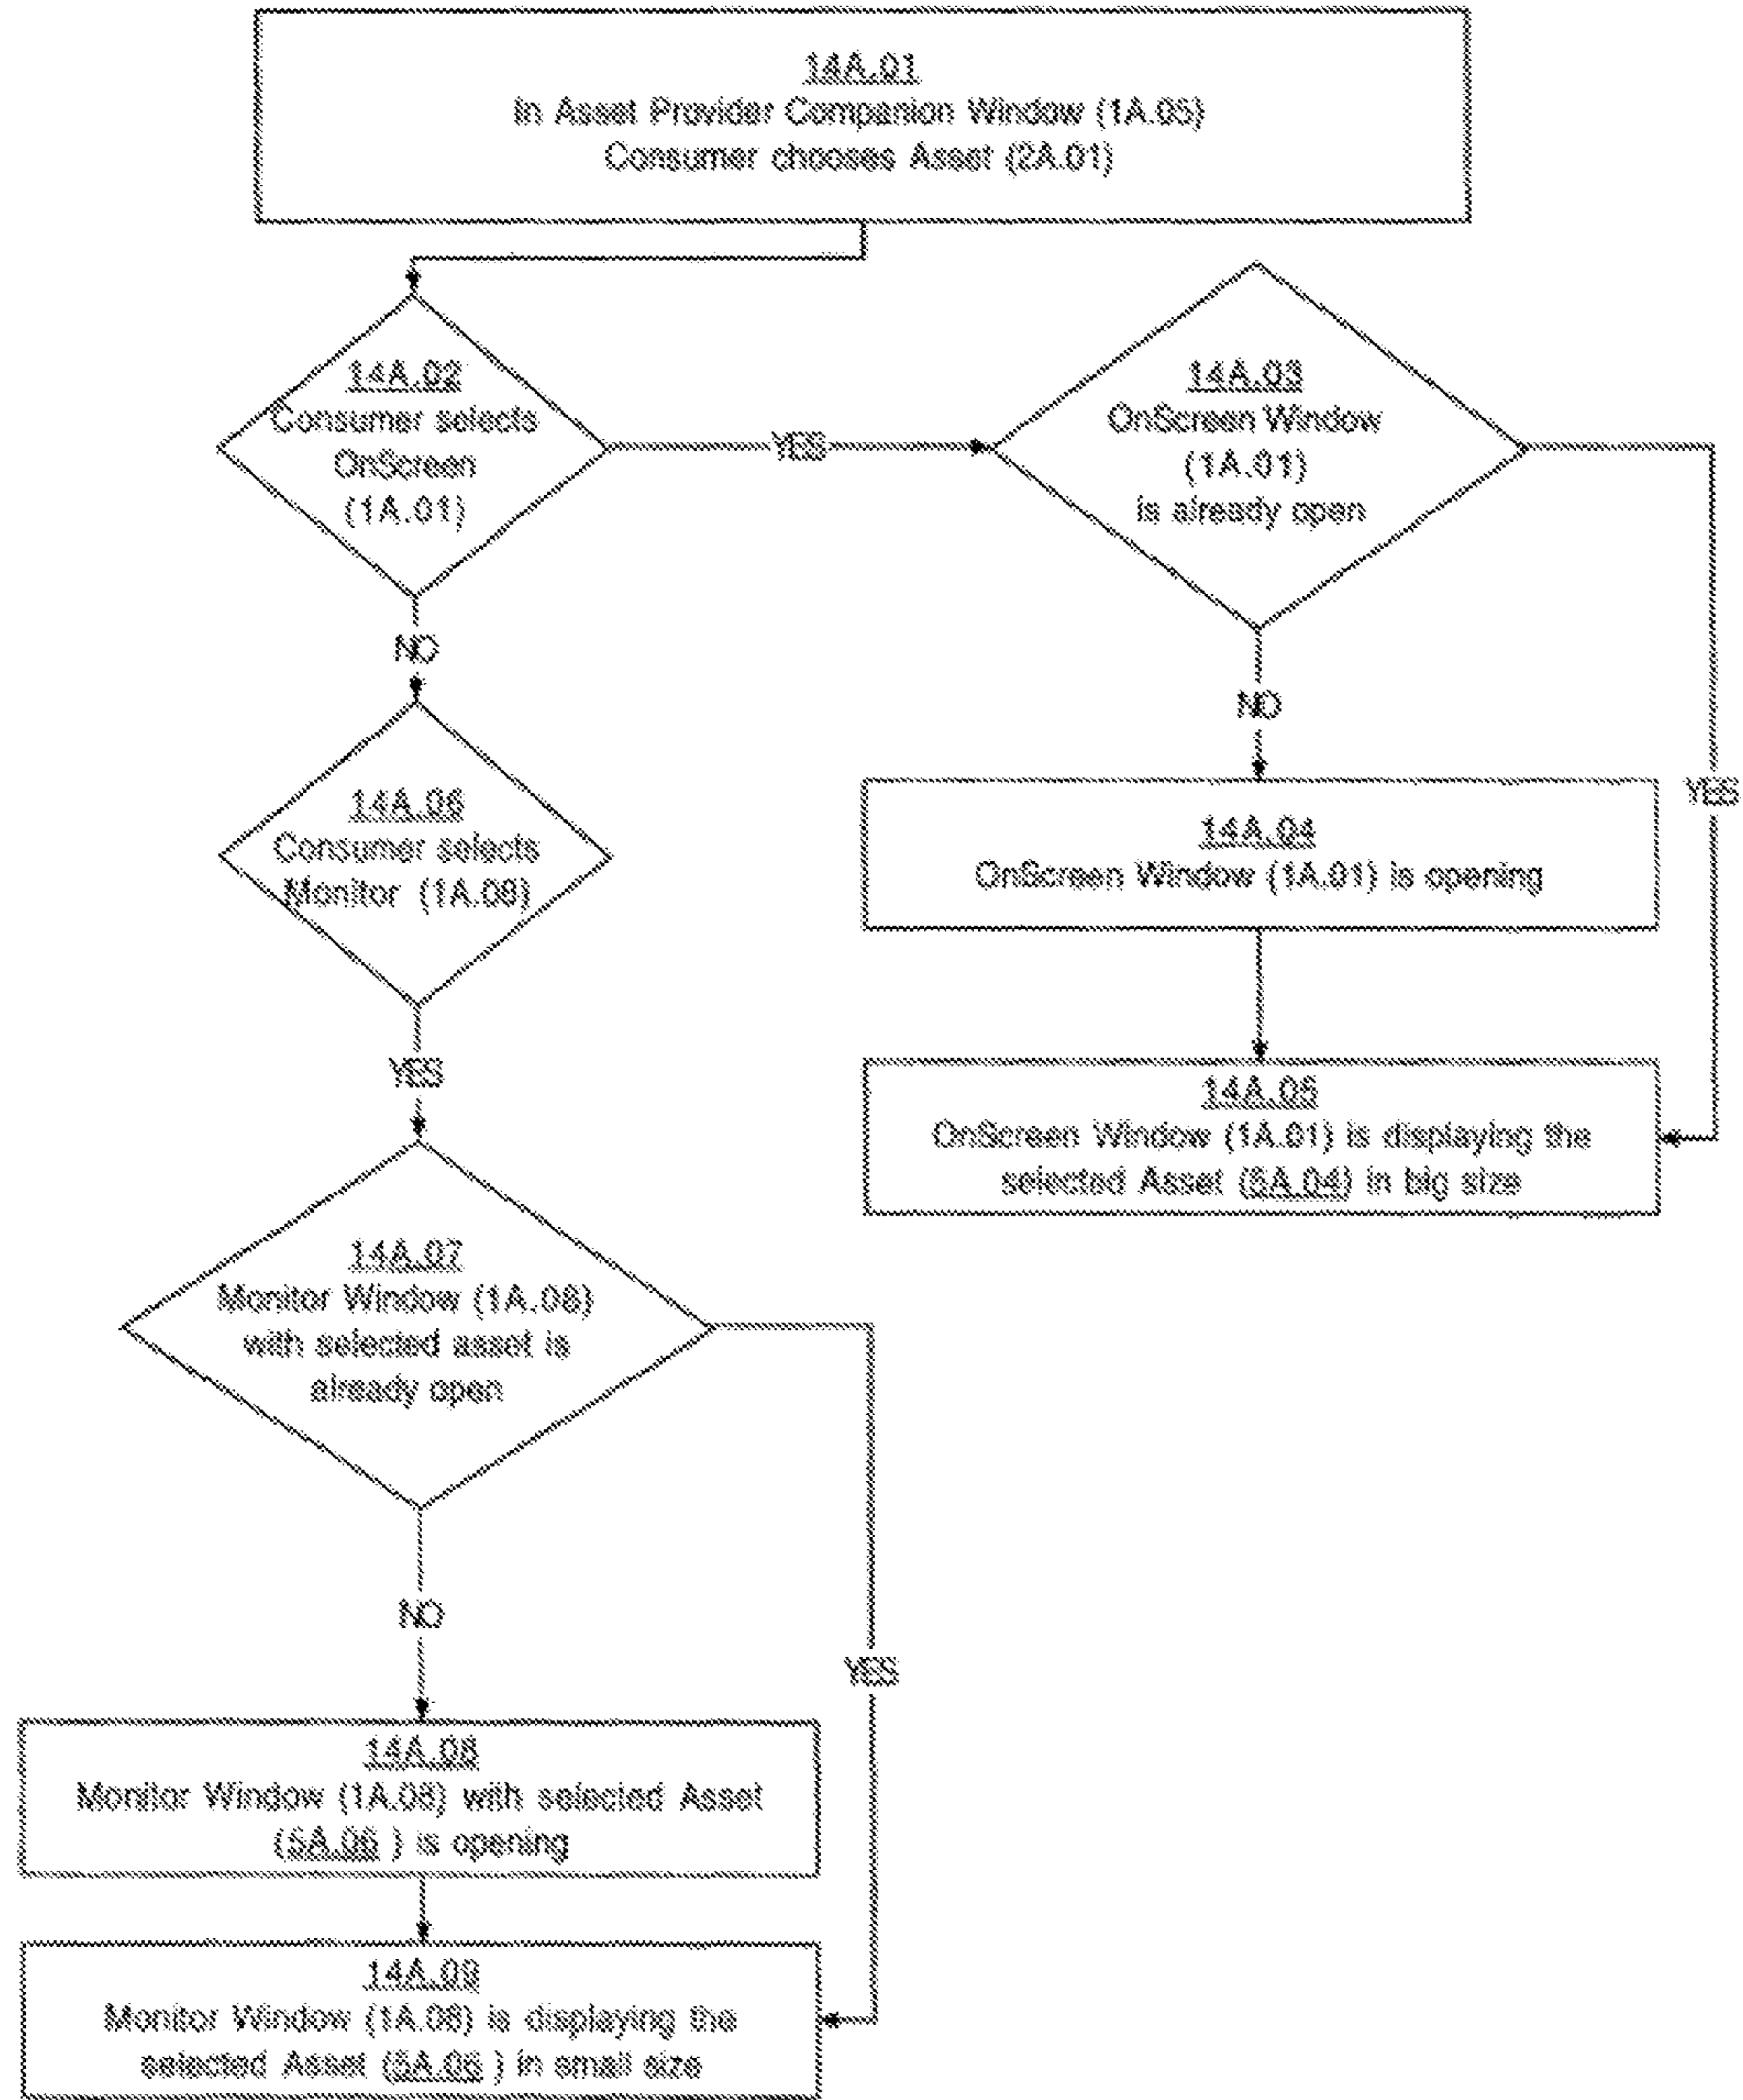 14A.01
In Asset Provider Companion Window (1A.05)
Consumer chooses Asset (2A.01)
14A.02
Consumer selects
OnScreen
(1A.01)
YES
14A.03
OnScreen Window
(1A.01)
is already open
NO
NO
14A.06
Consumer selects
Monitor (1A.08)
YES
14A.04
OnScreen Window (1A.01) is opening
YES
14A.05
OnScreen Window (1A.01) is displaying the
selected Asset (5A.04) in big size
14A.07
Monitor Window (1A.08)
with selected asset is
already open
NO
YES
14A.08
Monitor Window (1A.08) with selected Asset
(5A.06 ) is opening
14A.09
Monitor Window (1A.08) is displaying the
selected Asset (5A.06 ) in small size